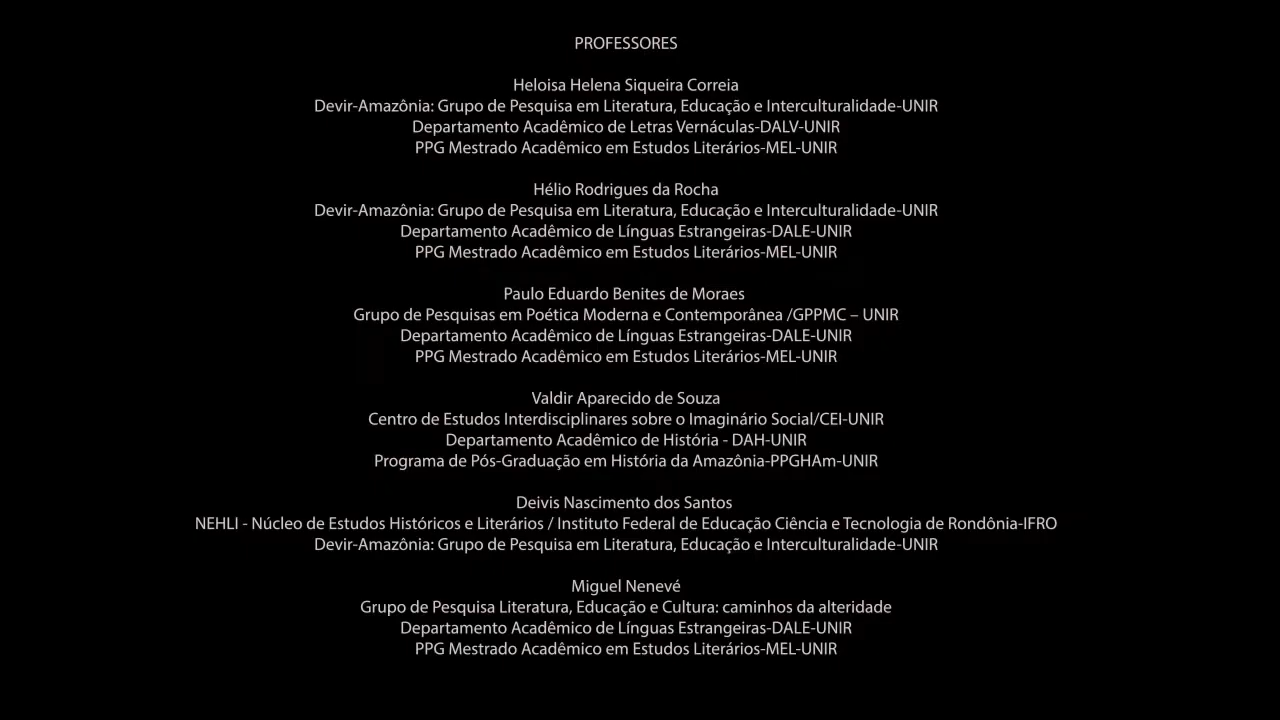 PROFESSORES
Heloisa Helena Siqueira Correia
Devir-Amazônia: Grupo de Pesquisa em Literatura, Educação e Interculturalidade-UNIR
Departamento Acadêmico de Letras Vernáculas-DALV-UNIR
PPG Mestrado Acadêmico em Estudos Literários-MEL-UNIR
Hélio Rodrigues da Rocha
Devir-Amazônia: Grupo de Pesquisa em Literatura, Educação e Interculturalidade-UNIR
Departamento Acadêmico de Línguas Estrangeiras-DALE-UNIR
PPG Mestrado Acadêmico em Estudos Literários-MEL-UNIR
Paulo Eduardo Benites de Moraes
Grupo de Pesquisas em Poética Moderna e Contemporânea /GPPMC – UNIR
Departamento Acadêmico de Línguas Estrangeiras-DALE-UNIR
PPG Mestrado Acadêmico em Estudos Literários-MEL-UNIR
Valdir Aparecido de Souza
Centro de Estudos Interdisciplinares sobre o Imaginário Social/CEI-UNIR
Departamento Acadêmico de História - DAH-UNIR
Programa de Pós-Graduação em História da Amazônia-PPGHAm-UNIR
Deivis Nascimento dos Santos
NEHLI - Núcleo de Estudos Históricos e Literários / Instituto Federal de Educação Ciência e Tecnologia de Rondônia-IFRO
Devir-Amazônia: Grupo de Pesquisa em Literatura, Educação e Interculturalidade-UNIR
Miguel Nenevé
Grupo de Pesquisa Literatura, Educação e Cultura: caminhos da alteridade
Departamento Acadêmico de Línguas Estrangeiras-DALE-UNIR
PPG Mestrado Acadêmico em Estudos Literários-MEL-UNIR